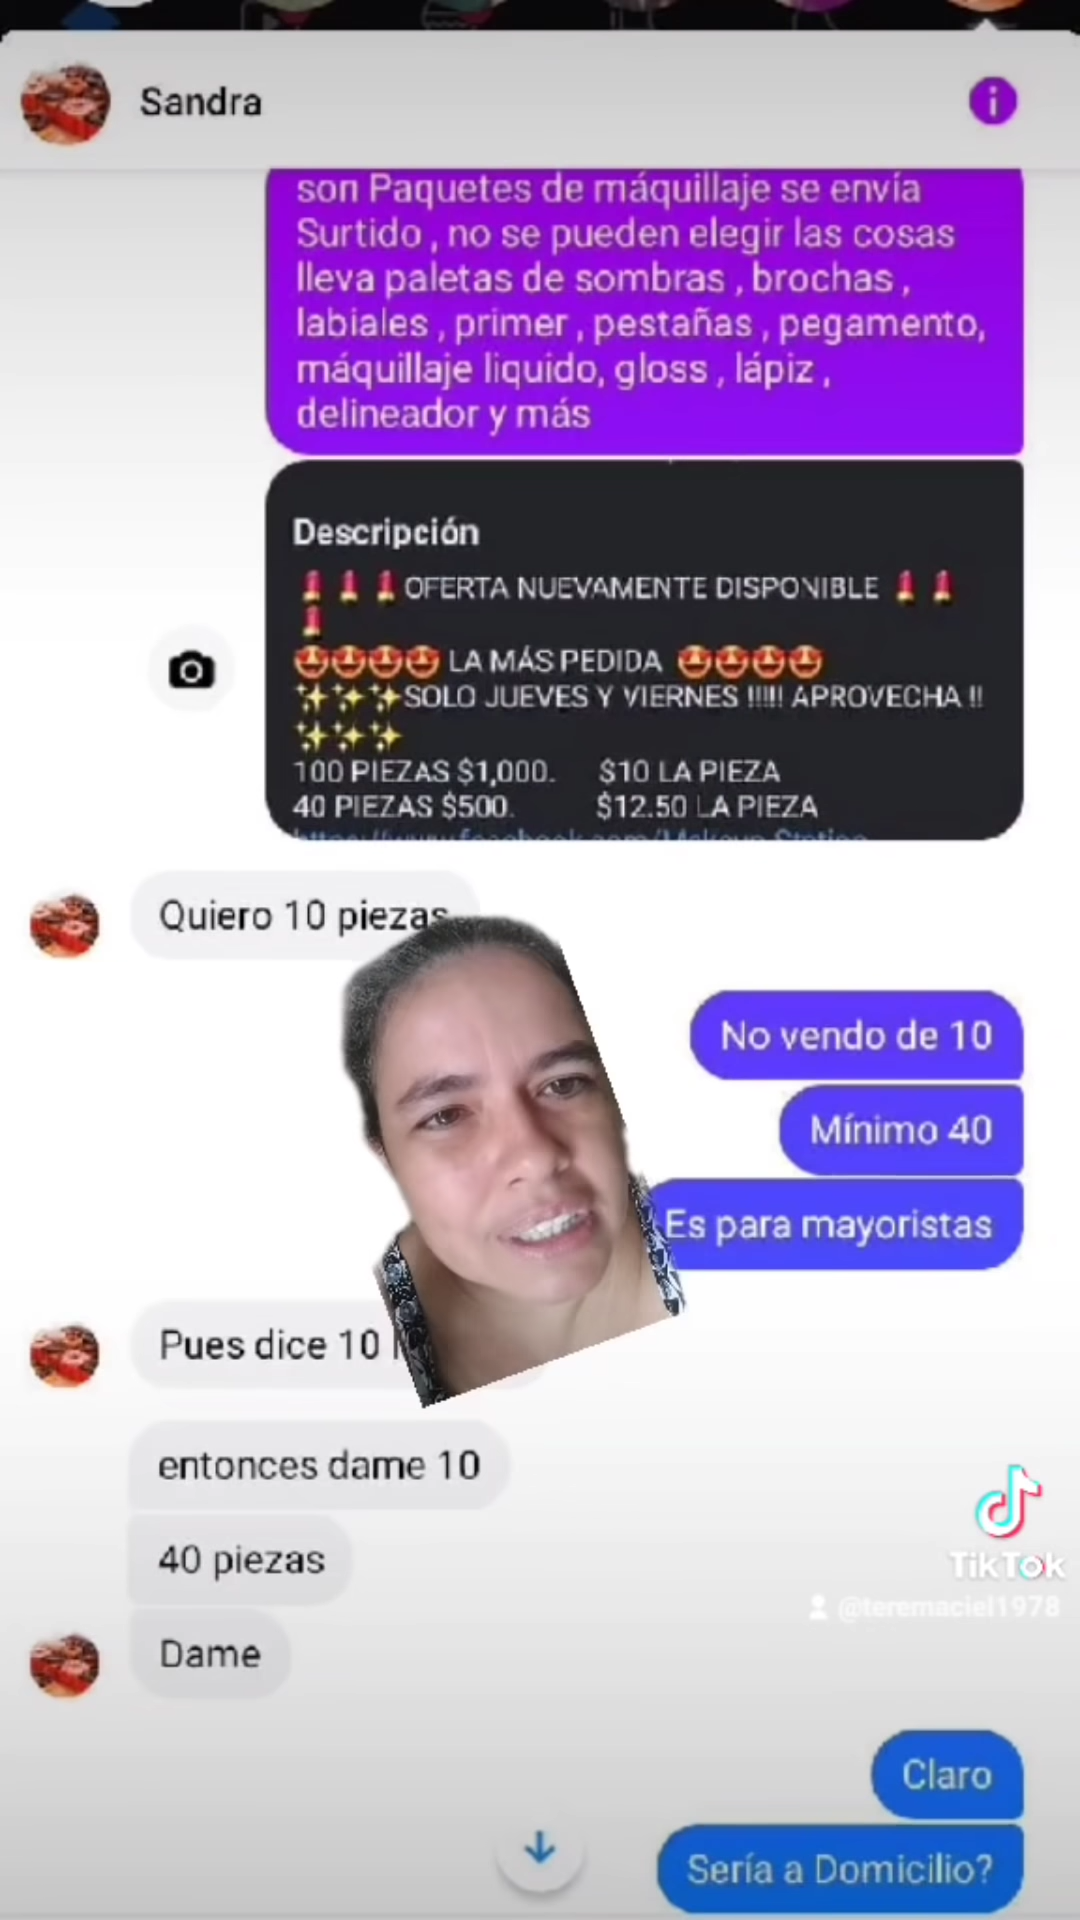 Sandra
son Paquetes de máquillaje se envía
Surtido , no se pueden elegir las cosas
lleva paletas de sombras , brochas ,
labiales , primer , pestañas , pegamento,
máquillaje liquido, gloss , lápiz ,
delineador y más
Descripción
OFERTA NUEVAMENTE DISPONIBLE
LA MÁS PEDIDA
SOLO JUEVES Y VIERNES !!!!! APROVECHA !!
100 PIEZAS $1,000. $10 LA PIEZA
40 PIEZAS $500. $12.50 LA PIEZA
Quiero 10 piezas
No vendo de 10
Mínimo 40
Es para mayoristas
Pues dice 10
entonces dame 10
40 piezas
Dame
TikTok
@teremaciel1978
Claro
Sería a Domicilio?